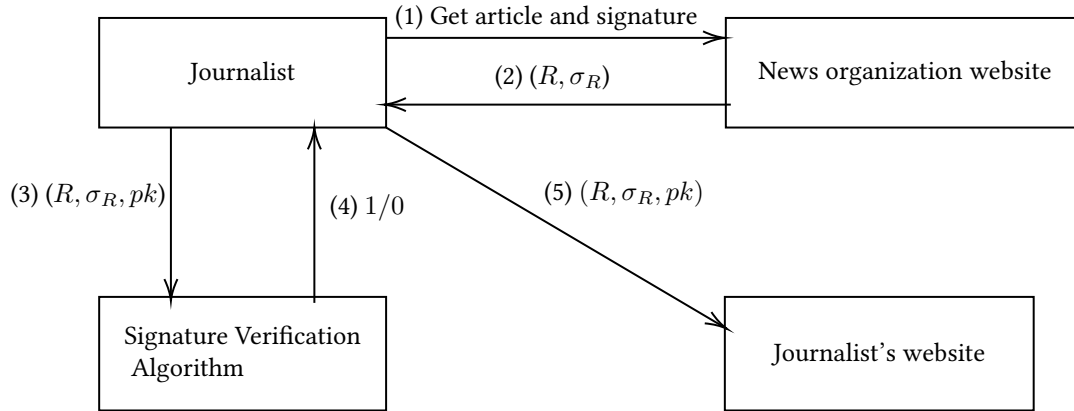 (1) Get article and signature
Journalist
News organization website
(2) (R, σ_R)
(3) (R, σ_R, pk)
(4) 1/0
(5) (R, σ_R, pk)
Signature Verification
Algorithm
Journalist's website